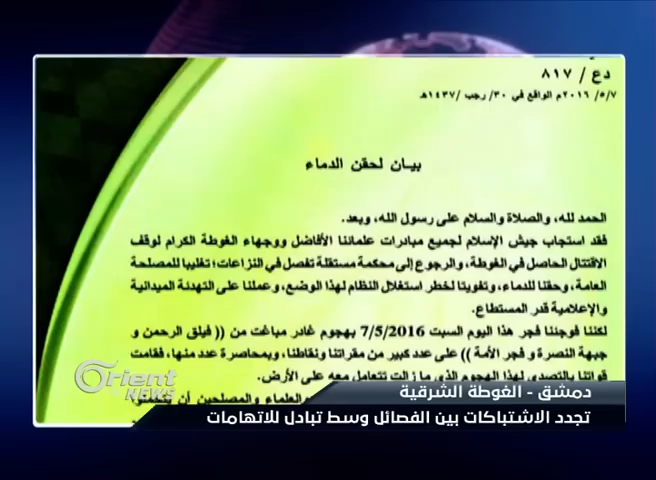 دع / ٨١٧
٢٠١٦/٥/٧م الواقع في ٣٠/ رجب /١٤٣٧هـ
بيان لحقن الدماء
الحمد لله، والصلاة والسلام على رسول الله، وبعد.
فقد استجاب جيش الإسلام لجميع مبادرات علمائنا الأفاضل ووجهاء الغوطة الكرام لوقف
الاقتتال الحاصل في الغوطة، والرجوع إلى محكمة مستقلة تفصل في النزاعات؛ تغليبا للمصلحة
العامة، وحقنا للدماء، وتفويتا لخطر استغلال النظام لهذا الوضع، وعملنا على التهدئة الميدانية
والإعلامية قدر المستطاع.
لكننا فوجئنا فجر هذا اليوم السبت 7/5/2016 بهجوم غادر مباغت من (( فيلق الرحمن و
جبهة النصرة و فجر الأمة )) على عدد كبير من مقراتنا ونقاطنا، وبمحاصرة عدد منها، فقامت
قواتنا بالتصدي لهذا الهجوم الذي ما زالت تتعامل معه على الأرض.
والعلماء والمصلحين أن
Orient
NEWS
دمشق - الغوطة الشرقية
تجدد الاشتباكات بين الفصائل وسط تبادل للاتهامات